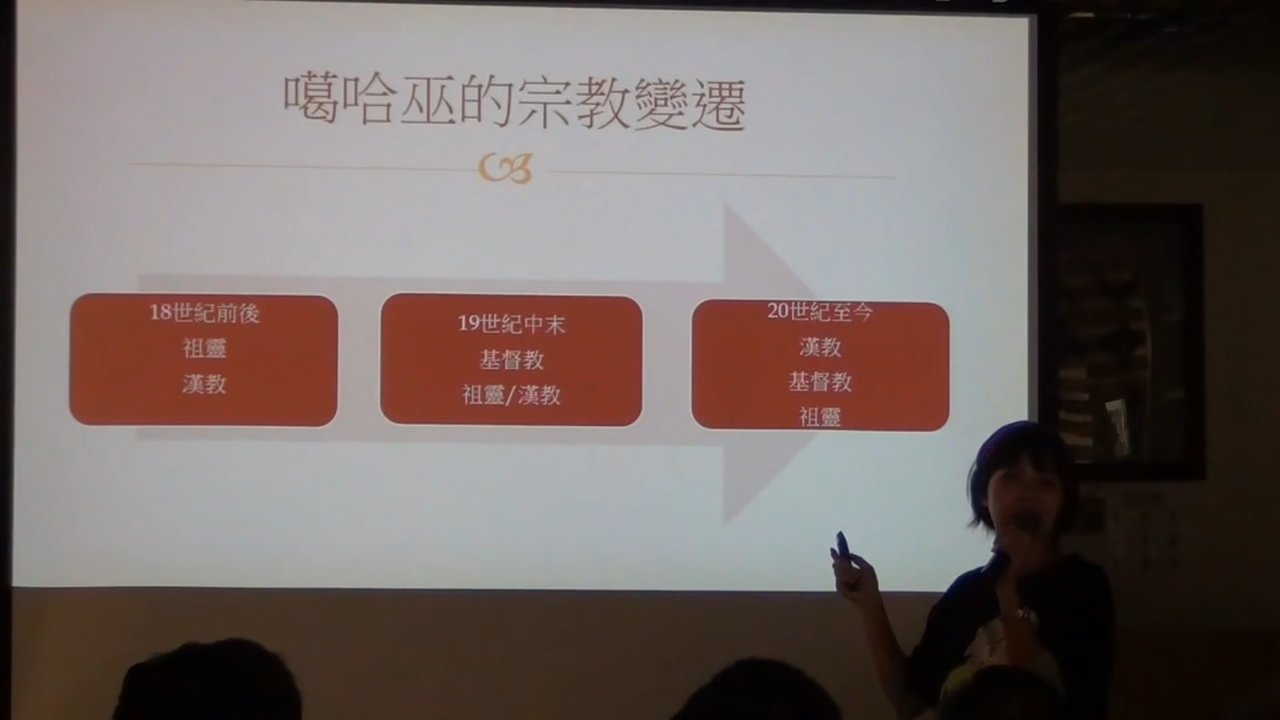 噶哈巫的宗教變遷
18世紀前後
祖靈
漢教
19世紀中末
基督教
祖靈/漢教
20世紀至今
漢教
基督教
祖靈